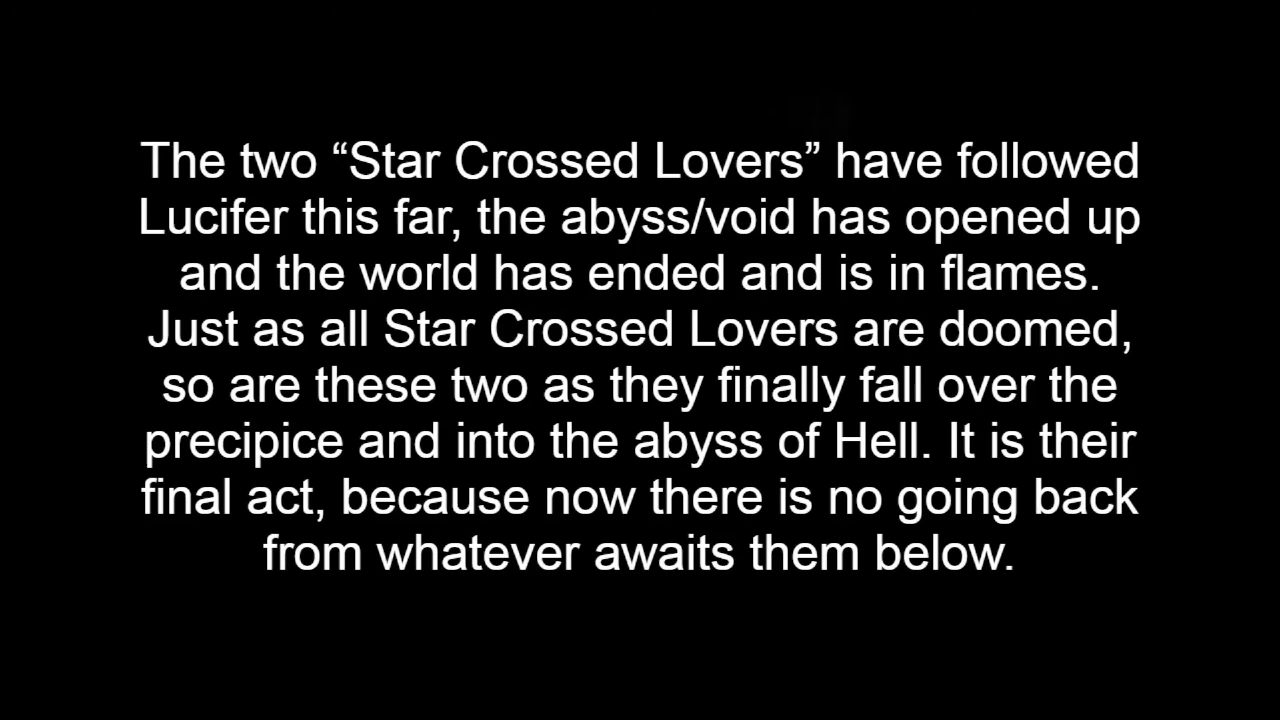 The two “Star Crossed Lovers” have followed
Lucifer this far, the abyss/void has opened up
and the world has ended and is in flames.
Just as all Star Crossed Lovers are doomed,
so are these two as they finally fall over the
precipice and into the abyss of Hell. It is their
final act, because now there is no going back
from whatever awaits them below.